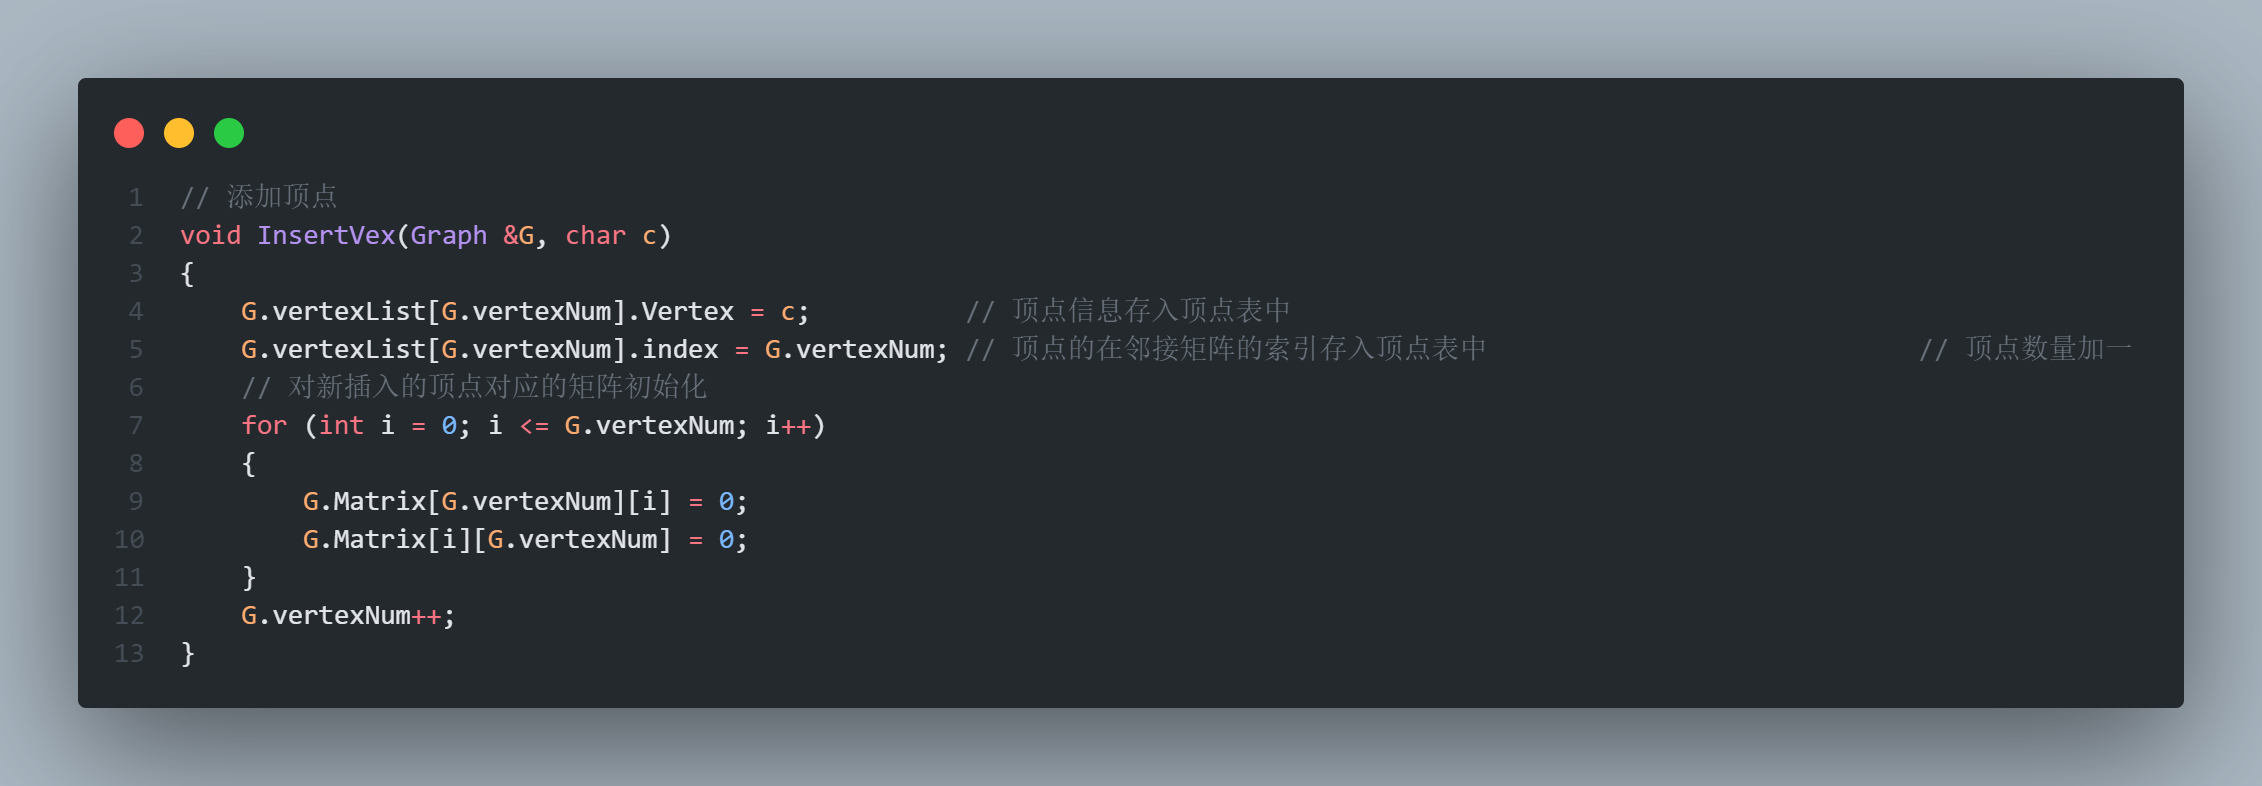 1 // 添加顶点
2 void InsertVex(Graph &G, char c)
3 {
4     G.vertexList[G.vertexNum].Vertex = c;          // 顶点信息存入顶点表中
5     G.vertexList[G.vertexNum].index = G.vertexNum; // 顶点的在邻接矩阵的索引存入顶点表中                            // 顶点数量加一
6     // 对新插入的顶点对应的矩阵初始化
7     for (int i = 0; i <= G.vertexNum; i++)
8     {
9         G.Matrix[G.vertexNum][i] = 0;
10         G.Matrix[i][G.vertexNum] = 0;
11     }
12     G.vertexNum++;
13 }